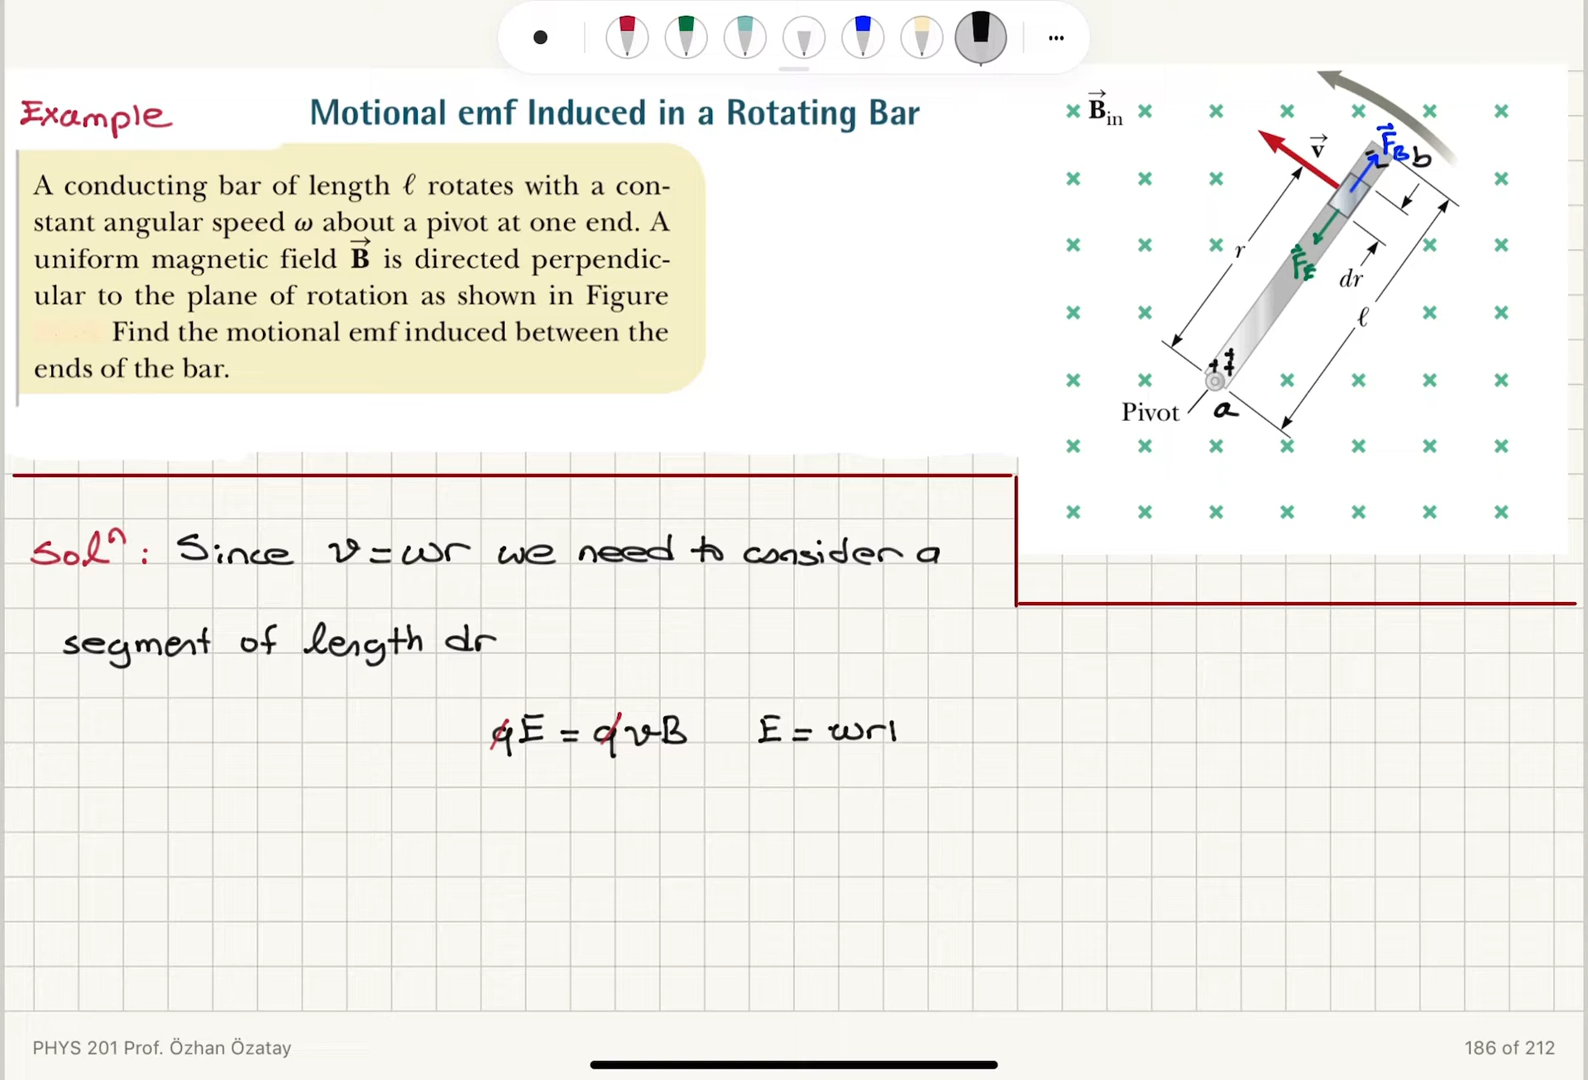 Example
Motional emf Induced in a Rotating Bar
A conducting bar of length ℓ rotates with a con-
stant angular speed ω about a pivot at one end. A
uniform magnetic field B⃗ is directed perpendic-
ular to the plane of rotation as shown in Figure
Find the motional emf induced between the
ends of the bar.
B⃗in
v⃗
F⃗B
b
r
F⃗E
dr
ℓ
Pivot
a
Solⁿ: Since v = ωr we need to consider a
segment of length dr
qE = qvB E = ωr
PHYS 201 Prof. Özhan Özatay
186 of 212